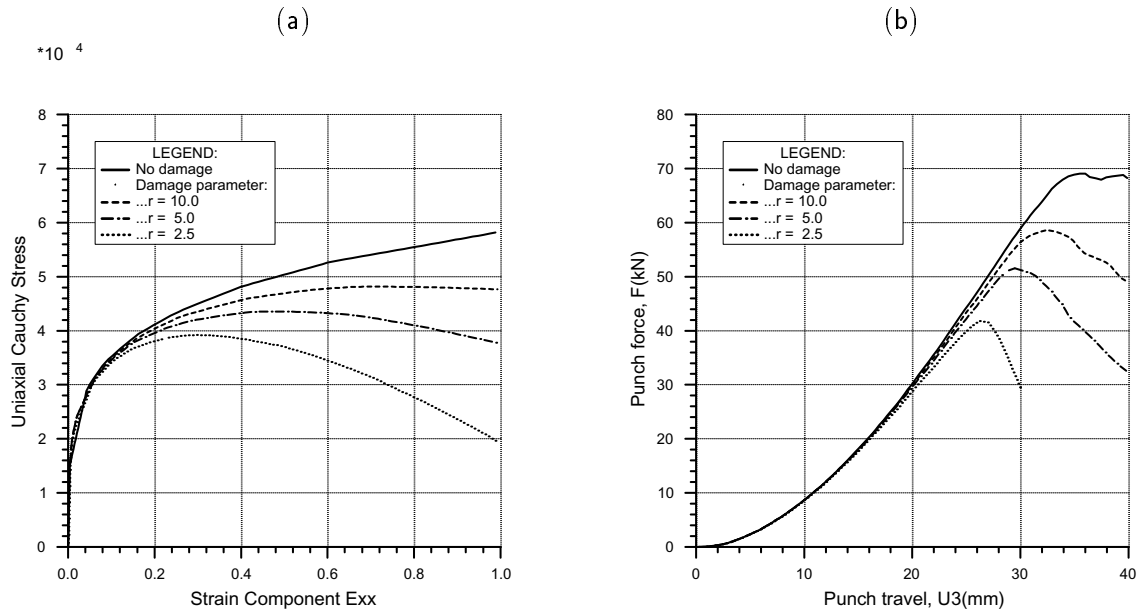 (a)
*10 4
8
7
6
5
4
3
2
1
0
0.0 0.2 0.4 0.6 0.8 1.0
Uniaxial Cauchy Stress
Strain Component Exx
LEGEND:
No damage
Damage parameter:
...r = 10.0
...r = 5.0
...r = 2.5
(b)
80
70
60
50
40
30
20
10
0
0 10 20 30 40
Punch force, F(kN)
Punch travel, U3(mm)
LEGEND:
No damage
Damage parameter:
...r = 10.0
...r = 5.0
...r = 2.5